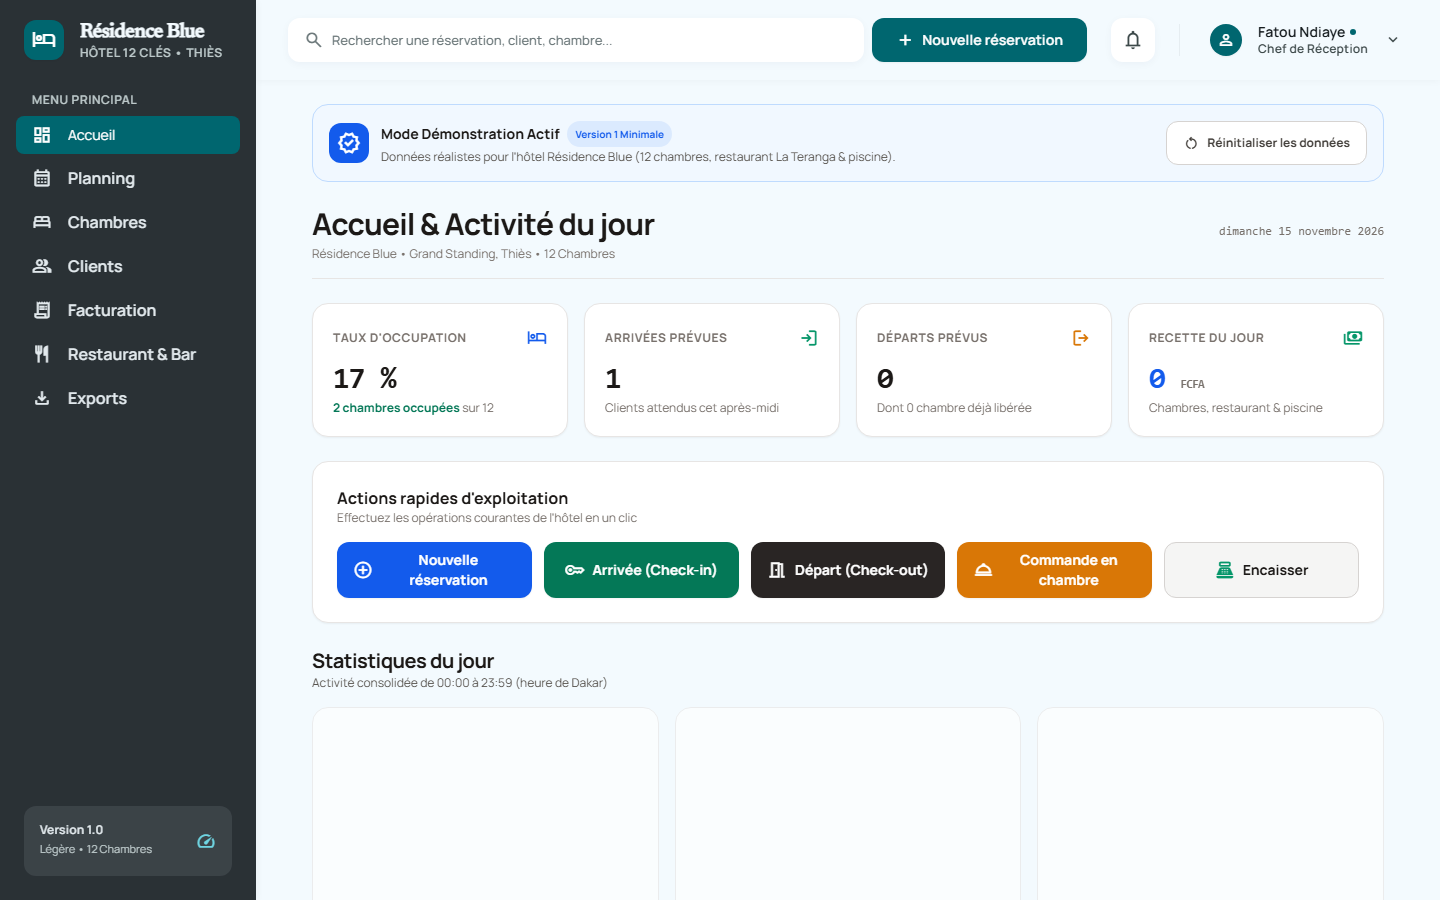 Résidence Blue
HÔTEL 12 CLÉS • THIÈS
MENU PRINCIPAL
Accueil
Planning
Chambres
Clients
Facturation
Restaurant & Bar
Exports
Version 1.0
Légère • 12 Chambres
Rechercher une réservation, client, chambre...
Nouvelle réservation
Fatou Ndiaye
Chef de Réception
Mode Démonstration Actif
Version 1 Minimale
Données réalistes pour l'hôtel Résidence Blue (12 chambres, restaurant La Teranga & piscine).
Réinitialiser les données
Accueil & Activité du jour
Résidence Blue • Grand Standing, Thiès • 12 Chambres
dimanche 15 novembre 2026
TAUX D'OCCUPATION
17 %
2 chambres occupées sur 12
ARRIVÉES PRÉVUES
1
Clients attendus cet après-midi
DÉPARTS PRÉVUS
0
Dont 0 chambre déjà libérée
RECETTE DU JOUR
0 FCFA
Chambres, restaurant & piscine
Actions rapides d'exploitation
Effectuez les opérations courantes de l'hôtel en un clic
Nouvelle
réservation
Arrivée (Check-in)
Départ (Check-out)
Commande en
chambre
Encaisser
Statistiques du jour
Activité consolidée de 00:00 à 23:59 (heure de Dakar)